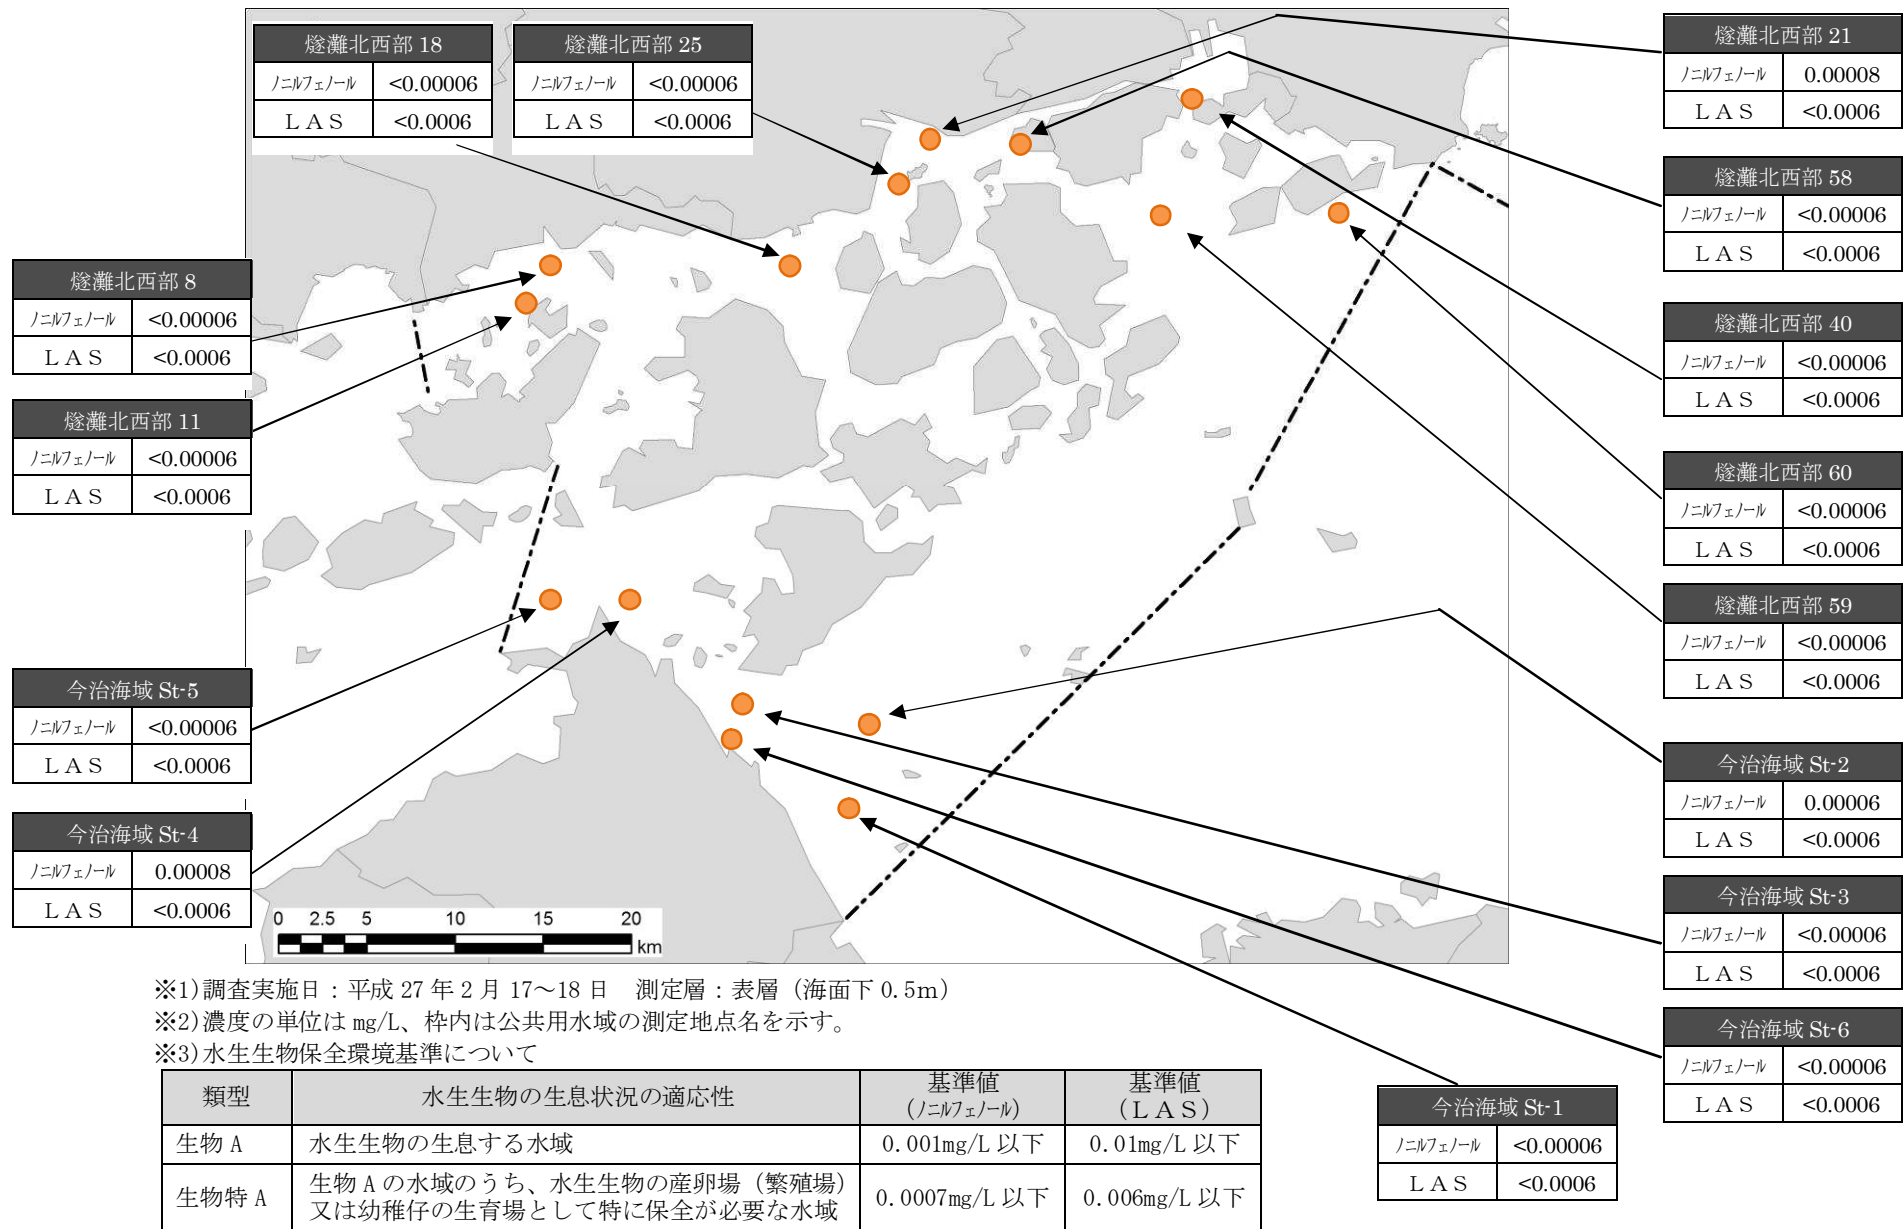 燧灘北西部 18
ノニルフェノール <0.00006
ＬＡＳ <0.0006
燧灘北西部 25
ノニルフェノール <0.00006
ＬＡＳ <0.0006
燧灘北西部 21
ノニルフェノール 0.00008
ＬＡＳ <0.0006
燧灘北西部 58
ノニルフェノール <0.00006
ＬＡＳ <0.0006
燧灘北西部 8
ノニルフェノール <0.00006
ＬＡＳ <0.0006
燧灘北西部 40
ノニルフェノール <0.00006
ＬＡＳ <0.0006
燧灘北西部 11
ノニルフェノール <0.00006
ＬＡＳ <0.0006
燧灘北西部 60
ノニルフェノール <0.00006
ＬＡＳ <0.0006
燧灘北西部 59
ノニルフェノール <0.00006
ＬＡＳ <0.0006
今治海域 St-5
ノニルフェノール <0.00006
ＬＡＳ <0.0006
今治海域 St-2
ノニルフェノール 0.00006
ＬＡＳ <0.0006
今治海域 St-4
ノニルフェノール 0.00008
ＬＡＳ <0.0006
今治海域 St-3
ノニルフェノール <0.00006
ＬＡＳ <0.0006
0 2.5 5 10 15 20
km
今治海域 St-6
ノニルフェノール <0.00006
ＬＡＳ <0.0006
今治海域 St-1
ノニルフェノール <0.00006
ＬＡＳ <0.0006
※1)調査実施日：平成 27 年 2 月 17～18 日　測定層：表層（海面下 0.5m）
※2)濃度の単位は mg/L、枠内は公共用水域の測定地点名を示す。
※3)水生生物保全環境基準について
類型 水生生物の生息状況の適応性 基準値 基準値
（ノニルフェノール） （ＬＡＳ）
生物 A 水生生物の生息する水域 0.001mg/L 以下 0.01mg/L 以下
生物特 A 生物 A の水域のうち、水生生物の産卵場（繁殖場） 0.0007mg/L 以下 0.006mg/L 以下
又は幼稚仔の生育場として特に保全が必要な水域